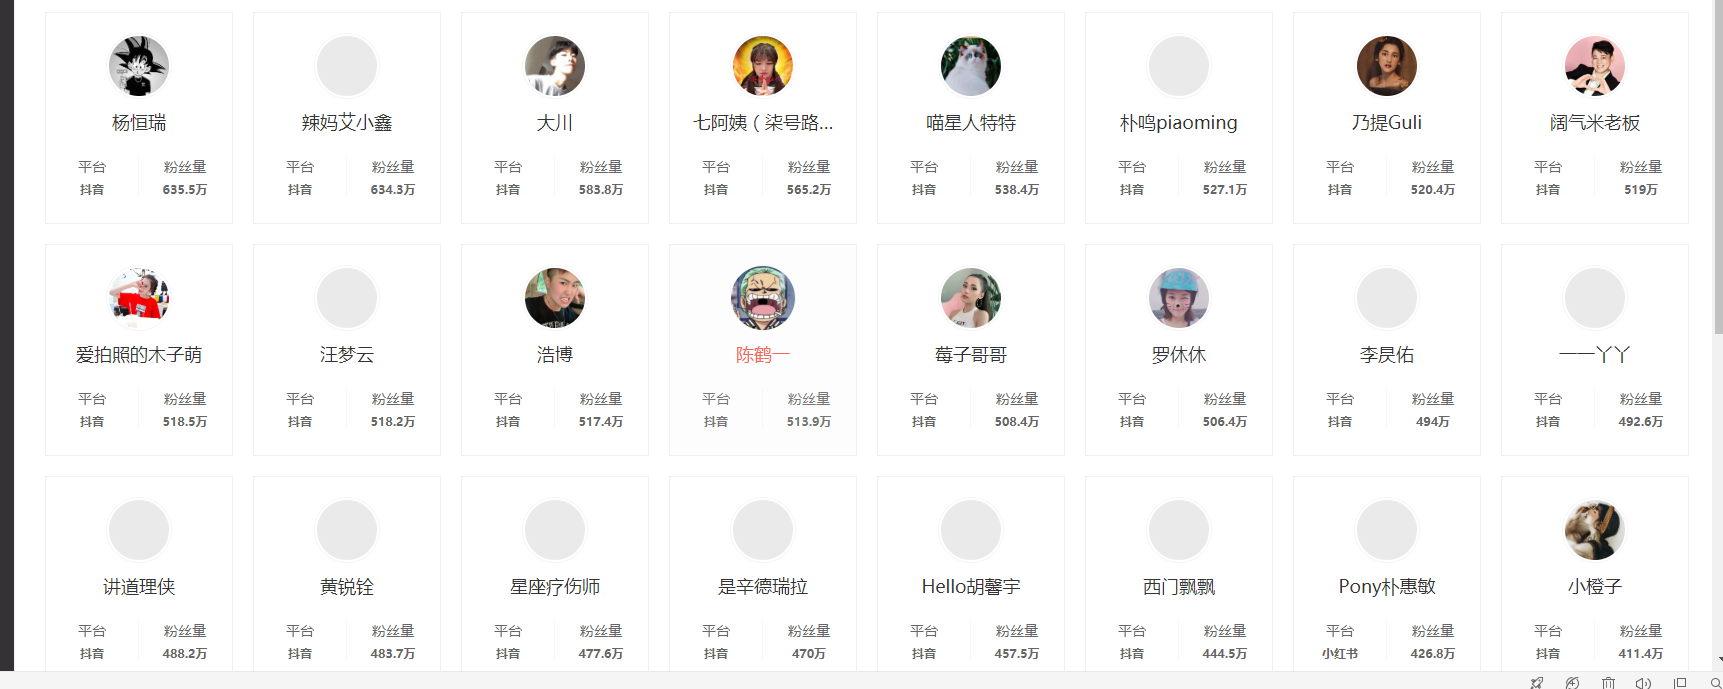 杨恒瑞 辣妈艾小鑫 大川 七阿姨（柒号路... 喵星人特特 朴鸣piaoming 乃提Guli 阔气米老板
平台 粉丝量 平台 粉丝量 平台 粉丝量 平台 粉丝量 平台 粉丝量 平台 粉丝量 平台 粉丝量 平台 粉丝量
抖音 635.5万 抖音 634.3万 抖音 583.8万 抖音 565.2万 抖音 538.4万 抖音 527.1万 抖音 520.4万 抖音 519万
爱拍照的木子萌 汪梦云 浩博 陈鹤一 莓子哥哥 罗休休 李炅佑 一一丫丫
平台 粉丝量 平台 粉丝量 平台 粉丝量 平台 粉丝量 平台 粉丝量 平台 粉丝量 平台 粉丝量 平台 粉丝量
抖音 518.5万 抖音 518.2万 抖音 517.4万 抖音 513.9万 抖音 508.4万 抖音 506.4万 抖音 494万 抖音 492.6万
讲道理侠 黄锐铨 星座疗伤师 是辛德瑞拉 Hello胡馨宇 西门飘飘 Pony朴惠敏 小橙子
平台 粉丝量 平台 粉丝量 平台 粉丝量 平台 粉丝量 平台 粉丝量 平台 粉丝量 平台 粉丝量 平台 粉丝量
抖音 488.2万 抖音 483.7万 抖音 477.6万 抖音 470万 抖音 457.5万 抖音 444.5万 小红书 426.8万 抖音 411.4万